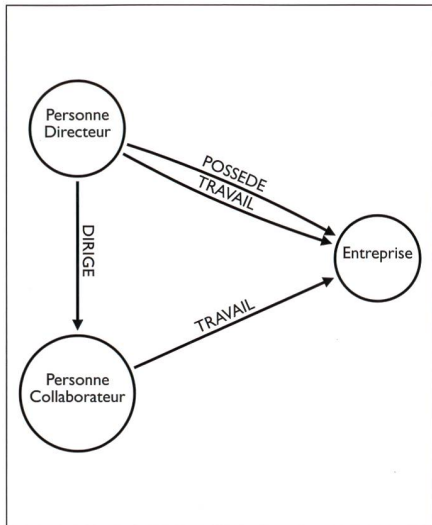 Personne
Directeur
POSSEDE
TRAVAIL
Entreprise
DIRIGE
TRAVAIL
Personne
Collaborateur